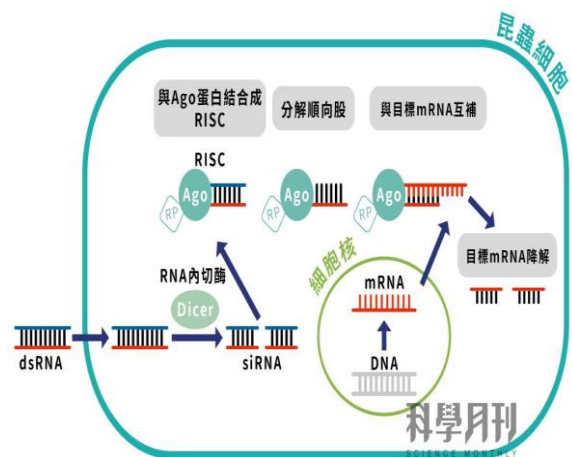 昆蟲細胞
與Ago蛋白結合成
RISC
分解順向股
與目標mRNA互補
RISC
Ago
RP
Ago
RP
Ago
RP
細胞核
目標mRNA降解
RNA內切酶
mRNA
Dicer
dsRNA
siRNA
DNA
科學月刊
SCIENCE MONTHLY